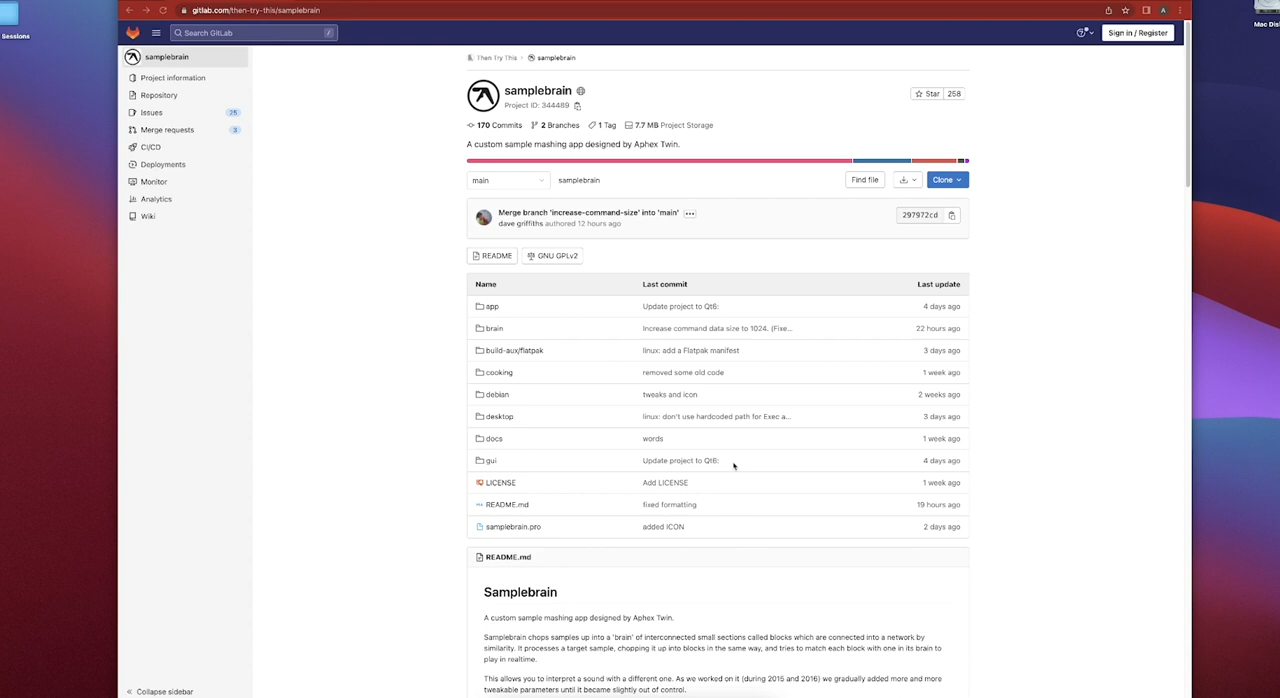 Sessions
Mac Dis
gitlab.com/then-try-this/samplebrain
A
Search GitLab
/
Sign in / Register
samplebrain
Project information
Repository
Issues
25
Merge requests
3
CI/CD
Deployments
Monitor
Analytics
Wiki
Collapse sidebar
Then Try This › samplebrain
samplebrain
Project ID: 344489
Star 258
170 Commits 2 Branches 1 Tag 7.7 MB Project Storage
A custom sample mashing app designed by Aphex Twin.
main
samplebrain
Find file
Clone
Merge branch 'increase-command-size' into 'main'
dave griffiths authored 12 hours ago
297972cd
README
GNU GPLv2
Name Last commit Last update
app Update project to Qt6: 4 days ago
brain Increase command data size to 1024. (Fixe... 22 hours ago
build-aux/flatpak linux: add a Flatpak manifest 3 days ago
cooking removed some old code 1 week ago
debian tweaks and icon 2 weeks ago
desktop linux: don't use hardcoded path for Exec a... 3 days ago
docs words 1 week ago
gui Update project to Qt6: 4 days ago
LICENSE Add LICENSE 1 week ago
README.md fixed formatting 19 hours ago
samplebrain.pro added ICON 2 days ago
README.md
Samplebrain
A custom sample mashing app designed by Aphex Twin.
Samplebrain chops samples up into a 'brain' of interconnected small sections called blocks which are connected into a network by
similarity. It processes a target sample, chopping it up into blocks in the same way, and tries to match each block with one in its brain to
play in realtime.
This allows you to interpret a sound with a different one. As we worked on it (during 2015 and 2016) we gradually added more and more
tweakable parameters until it became slightly out of control.